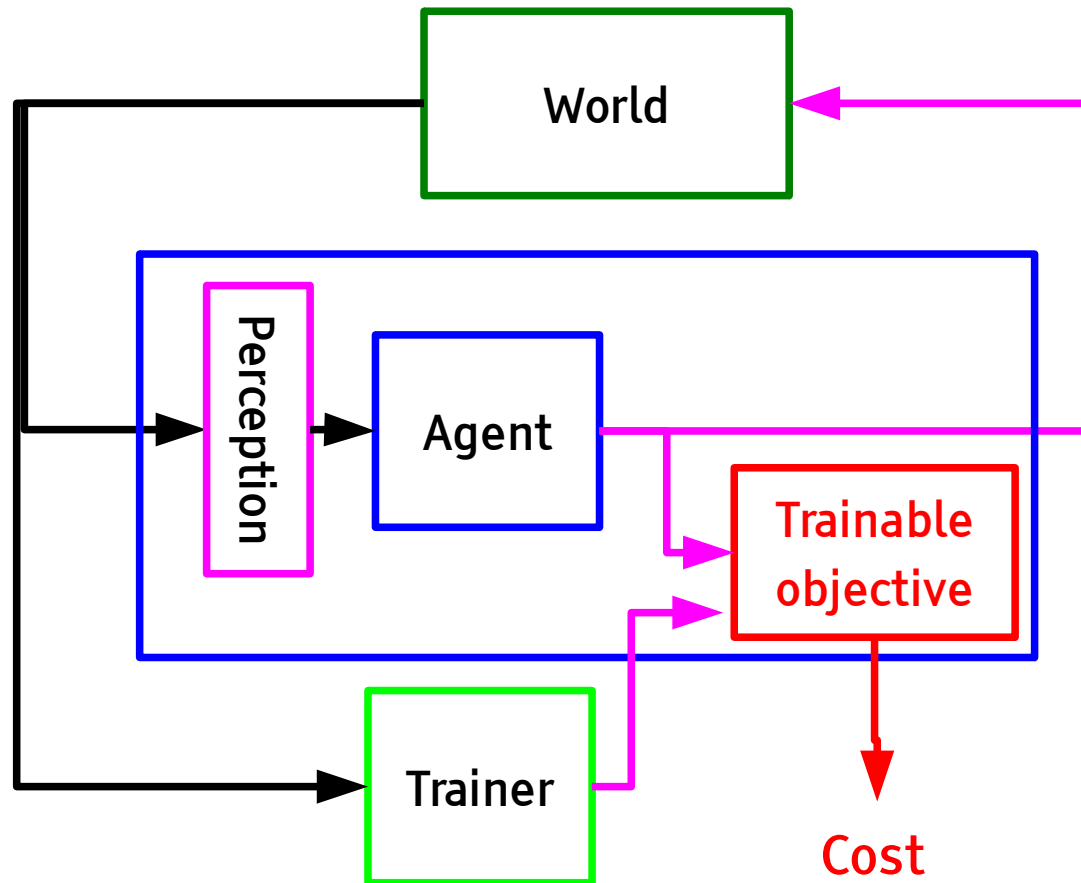 World
Perception
Agent
Trainable
objective
Trainer
Cost